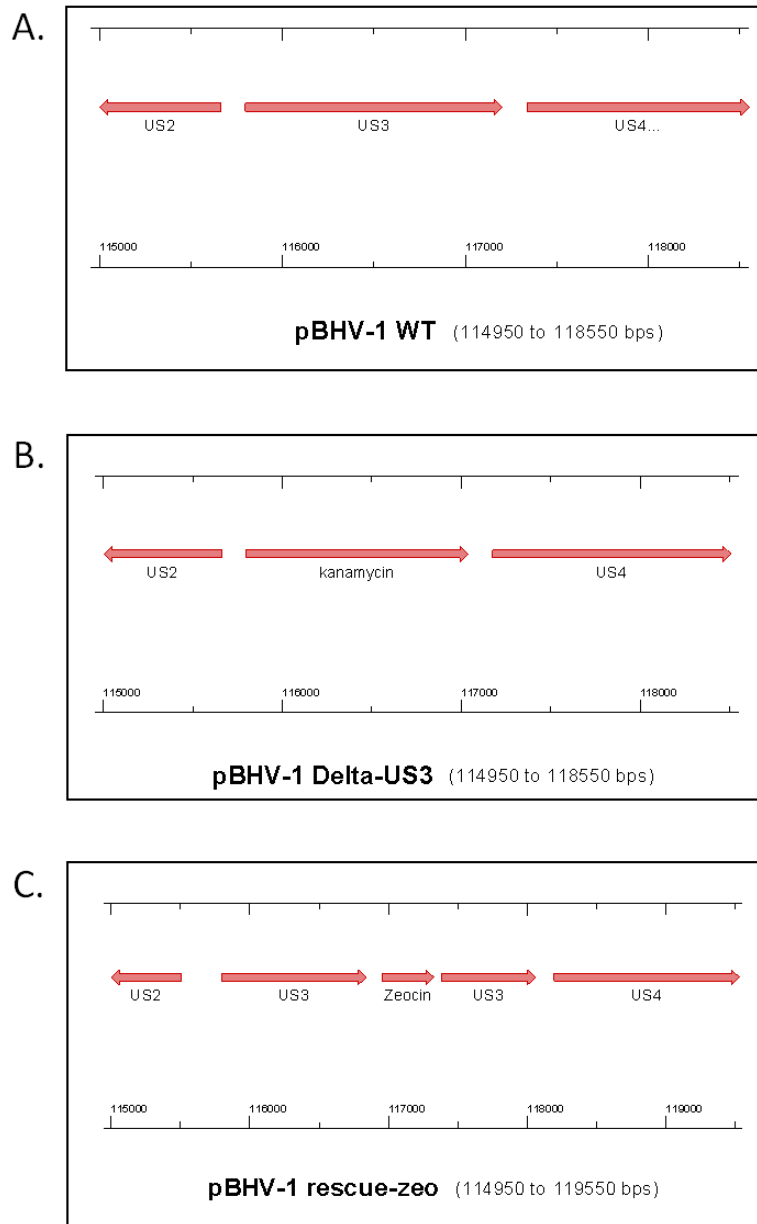 A.
US2 US3 US4...
115000 116000 117000 118000
pBHV-1 WT (114950 to 118550 bps)
B.
US2 kanamycin US4
115000 116000 117000 118000
pBHV-1 Delta-US3 (114950 to 118550 bps)
C.
US2 US3 Zeocin US3 US4
115000 116000 117000 118000 119000
pBHV-1 rescue-zeo (114950 to 119550 bps)